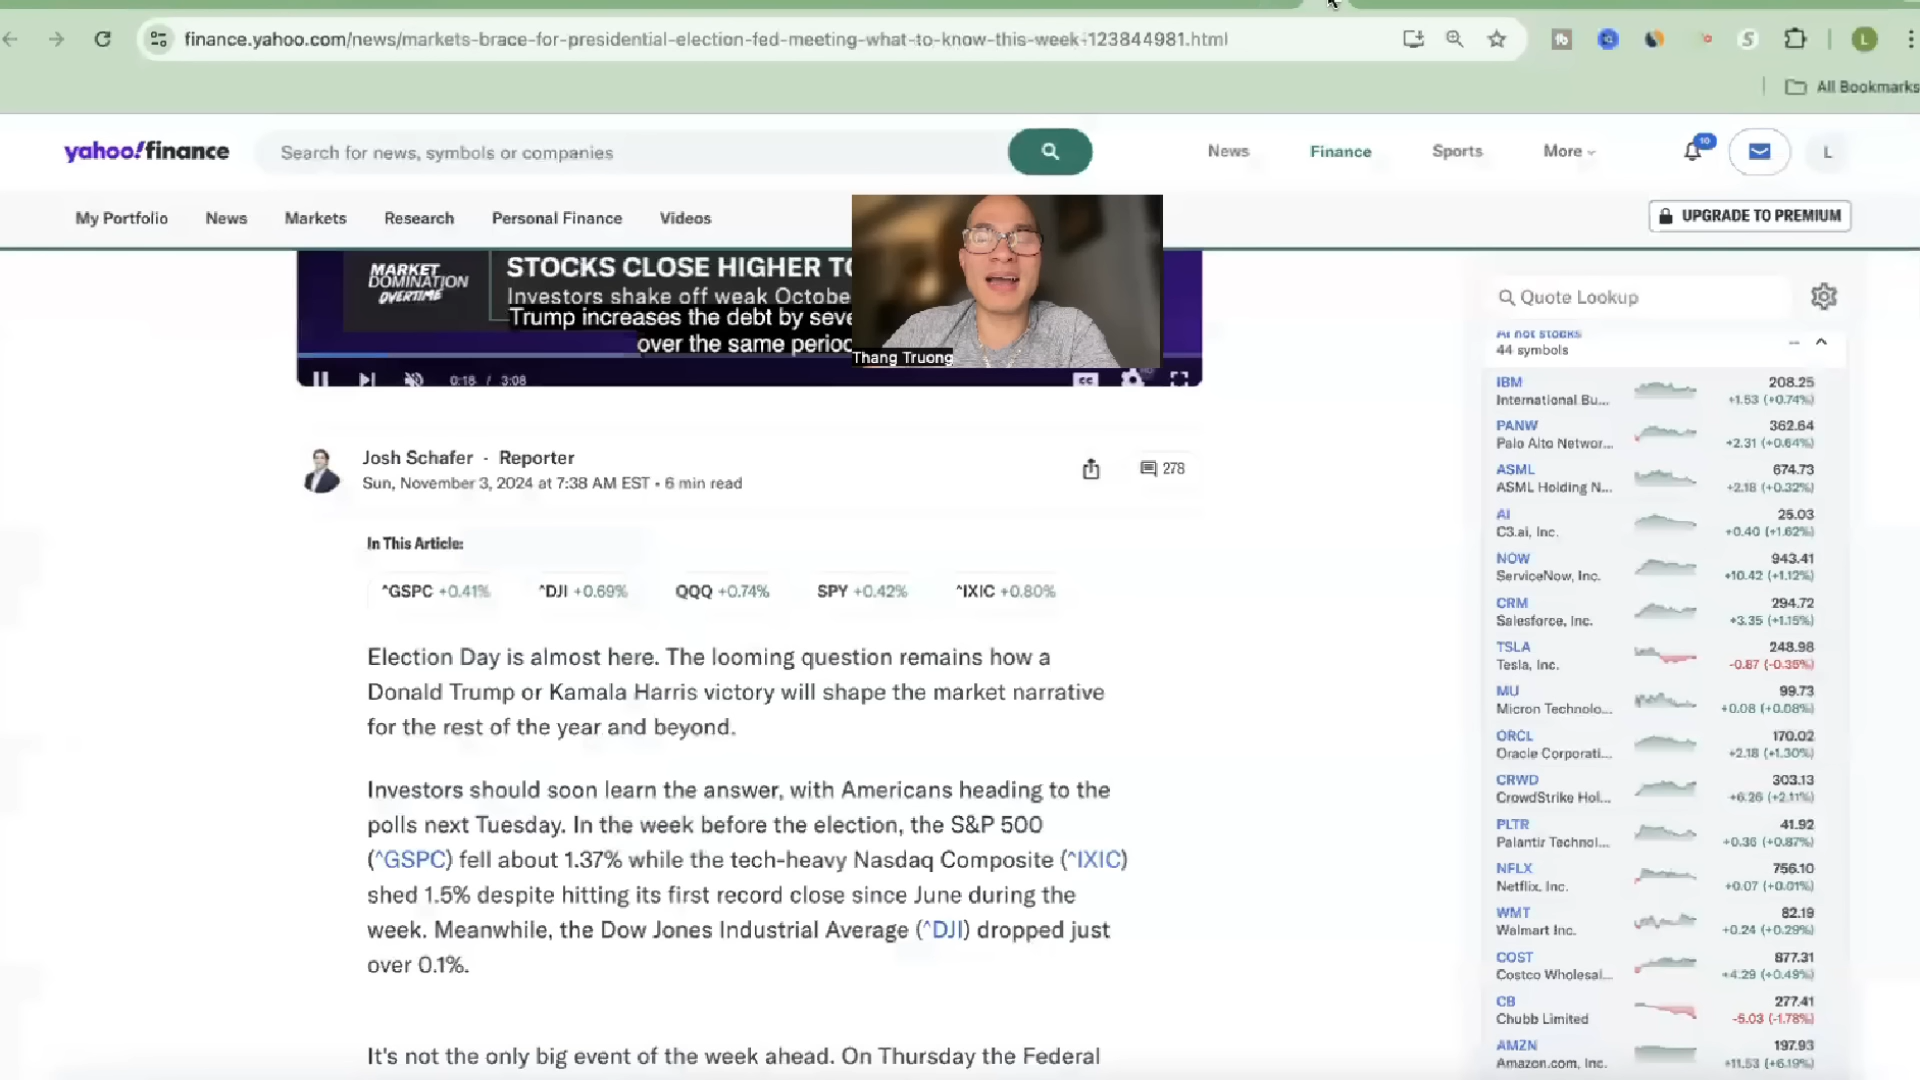 finance.yahoo.com/news/markets-brace-for-presidential-election-fed-meeting-what-to-know-this-week-123844981.html
All Bookmarks
yahoo!finance
Search for news, symbols or companies
News
Finance
Sports
More
10
L
My Portfolio
News
Markets
Research
Personal Finance
Videos
UPGRADE TO PREMIUM
MARKET
DOMINATION
OVERTIME
STOCKS CLOSE HIGHER TO
Investors shake off weak October
Trump increases the debt by seve
over the same period
0:16 / 3:08
CC
Thang Truong
Josh Schafer - Reporter
Sun, November 3, 2024 at 7:38 AM EST • 6 min read
278
In This Article:
^GSPC +0.41%
^DJI +0.69%
QQQ +0.74%
SPY +0.42%
^IXIC +0.80%
Election Day is almost here. The looming question remains how a
Donald Trump or Kamala Harris victory will shape the market narrative
for the rest of the year and beyond.
Investors should soon learn the answer, with Americans heading to the
polls next Tuesday. In the week before the election, the S&P 500
(^GSPC) fell about 1.37% while the tech-heavy Nasdaq Composite (^IXIC)
shed 1.5% despite hitting its first record close since June during the
week. Meanwhile, the Dow Jones Industrial Average (^DJI) dropped just
over 0.1%.
It's not the only big event of the week ahead. On Thursday the Federal
Quote Lookup
AI not stocks
44 symbols
IBM 208.25
International Bu... +1.53 (+0.74%)
PANW 362.64
Palo Alto Networ... +2.31 (+0.64%)
ASML 674.73
ASML Holding N... +2.18 (+0.32%)
AI 25.03
C3.ai, Inc. +0.40 (+1.62%)
NOW 943.41
ServiceNow, Inc. +10.42 (+1.12%)
CRM 294.72
Salesforce, Inc. +3.35 (+1.15%)
TSLA 248.98
Tesla, Inc. -0.87 (-0.35%)
MU 99.73
Micron Technolo... +0.08 (+0.08%)
ORCL 170.02
Oracle Corporati... +2.18 (+1.30%)
CRWD 303.13
CrowdStrike Hol... +6.26 (+2.11%)
PLTR 41.92
Palantir Technol... +0.36 (+0.87%)
NFLX 756.10
Netflix, Inc. +0.07 (+0.01%)
WMT 82.19
Walmart Inc. +0.24 (+0.29%)
COST 877.31
Costco Wholesal... +4.29 (+0.49%)
CB 277.41
Chubb Limited -5.03 (-1.78%)
AMZN 197.93
Amazon.com, Inc. +11.53 (+6.19%)